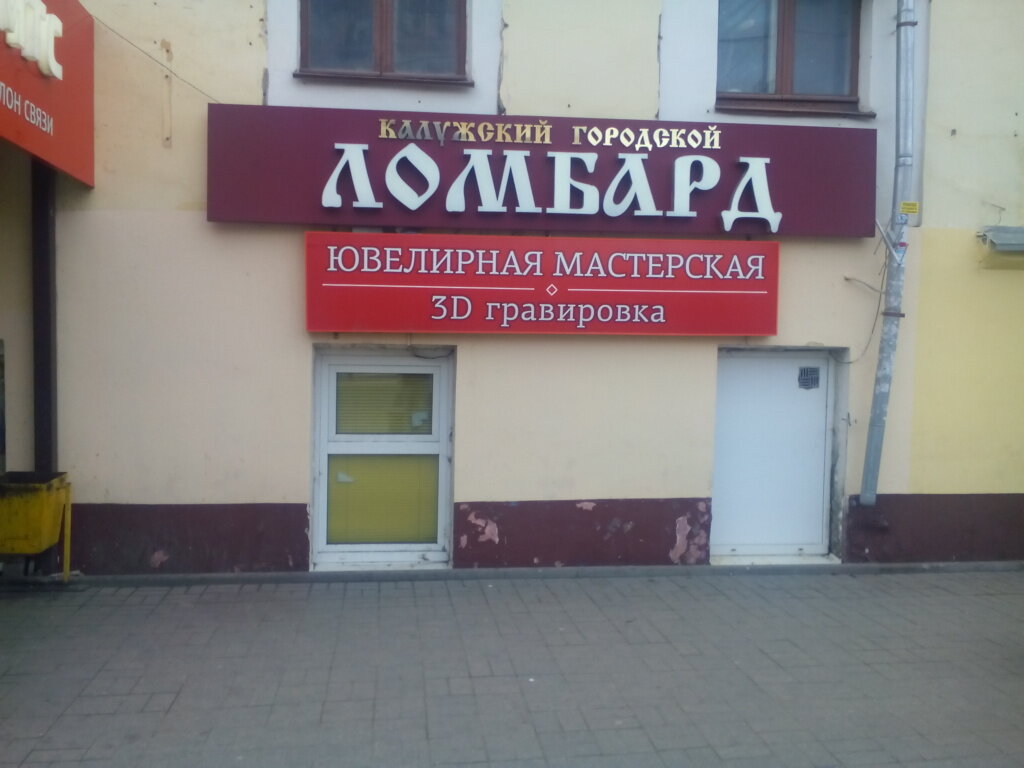 ЛОН СВЯЗИ
КАЛУЖСКИЙ ГОРОДСКОЙ
ЛОМБАРД
ЮВЕЛИРНАЯ МАСТЕРСКАЯ
3D гравировка